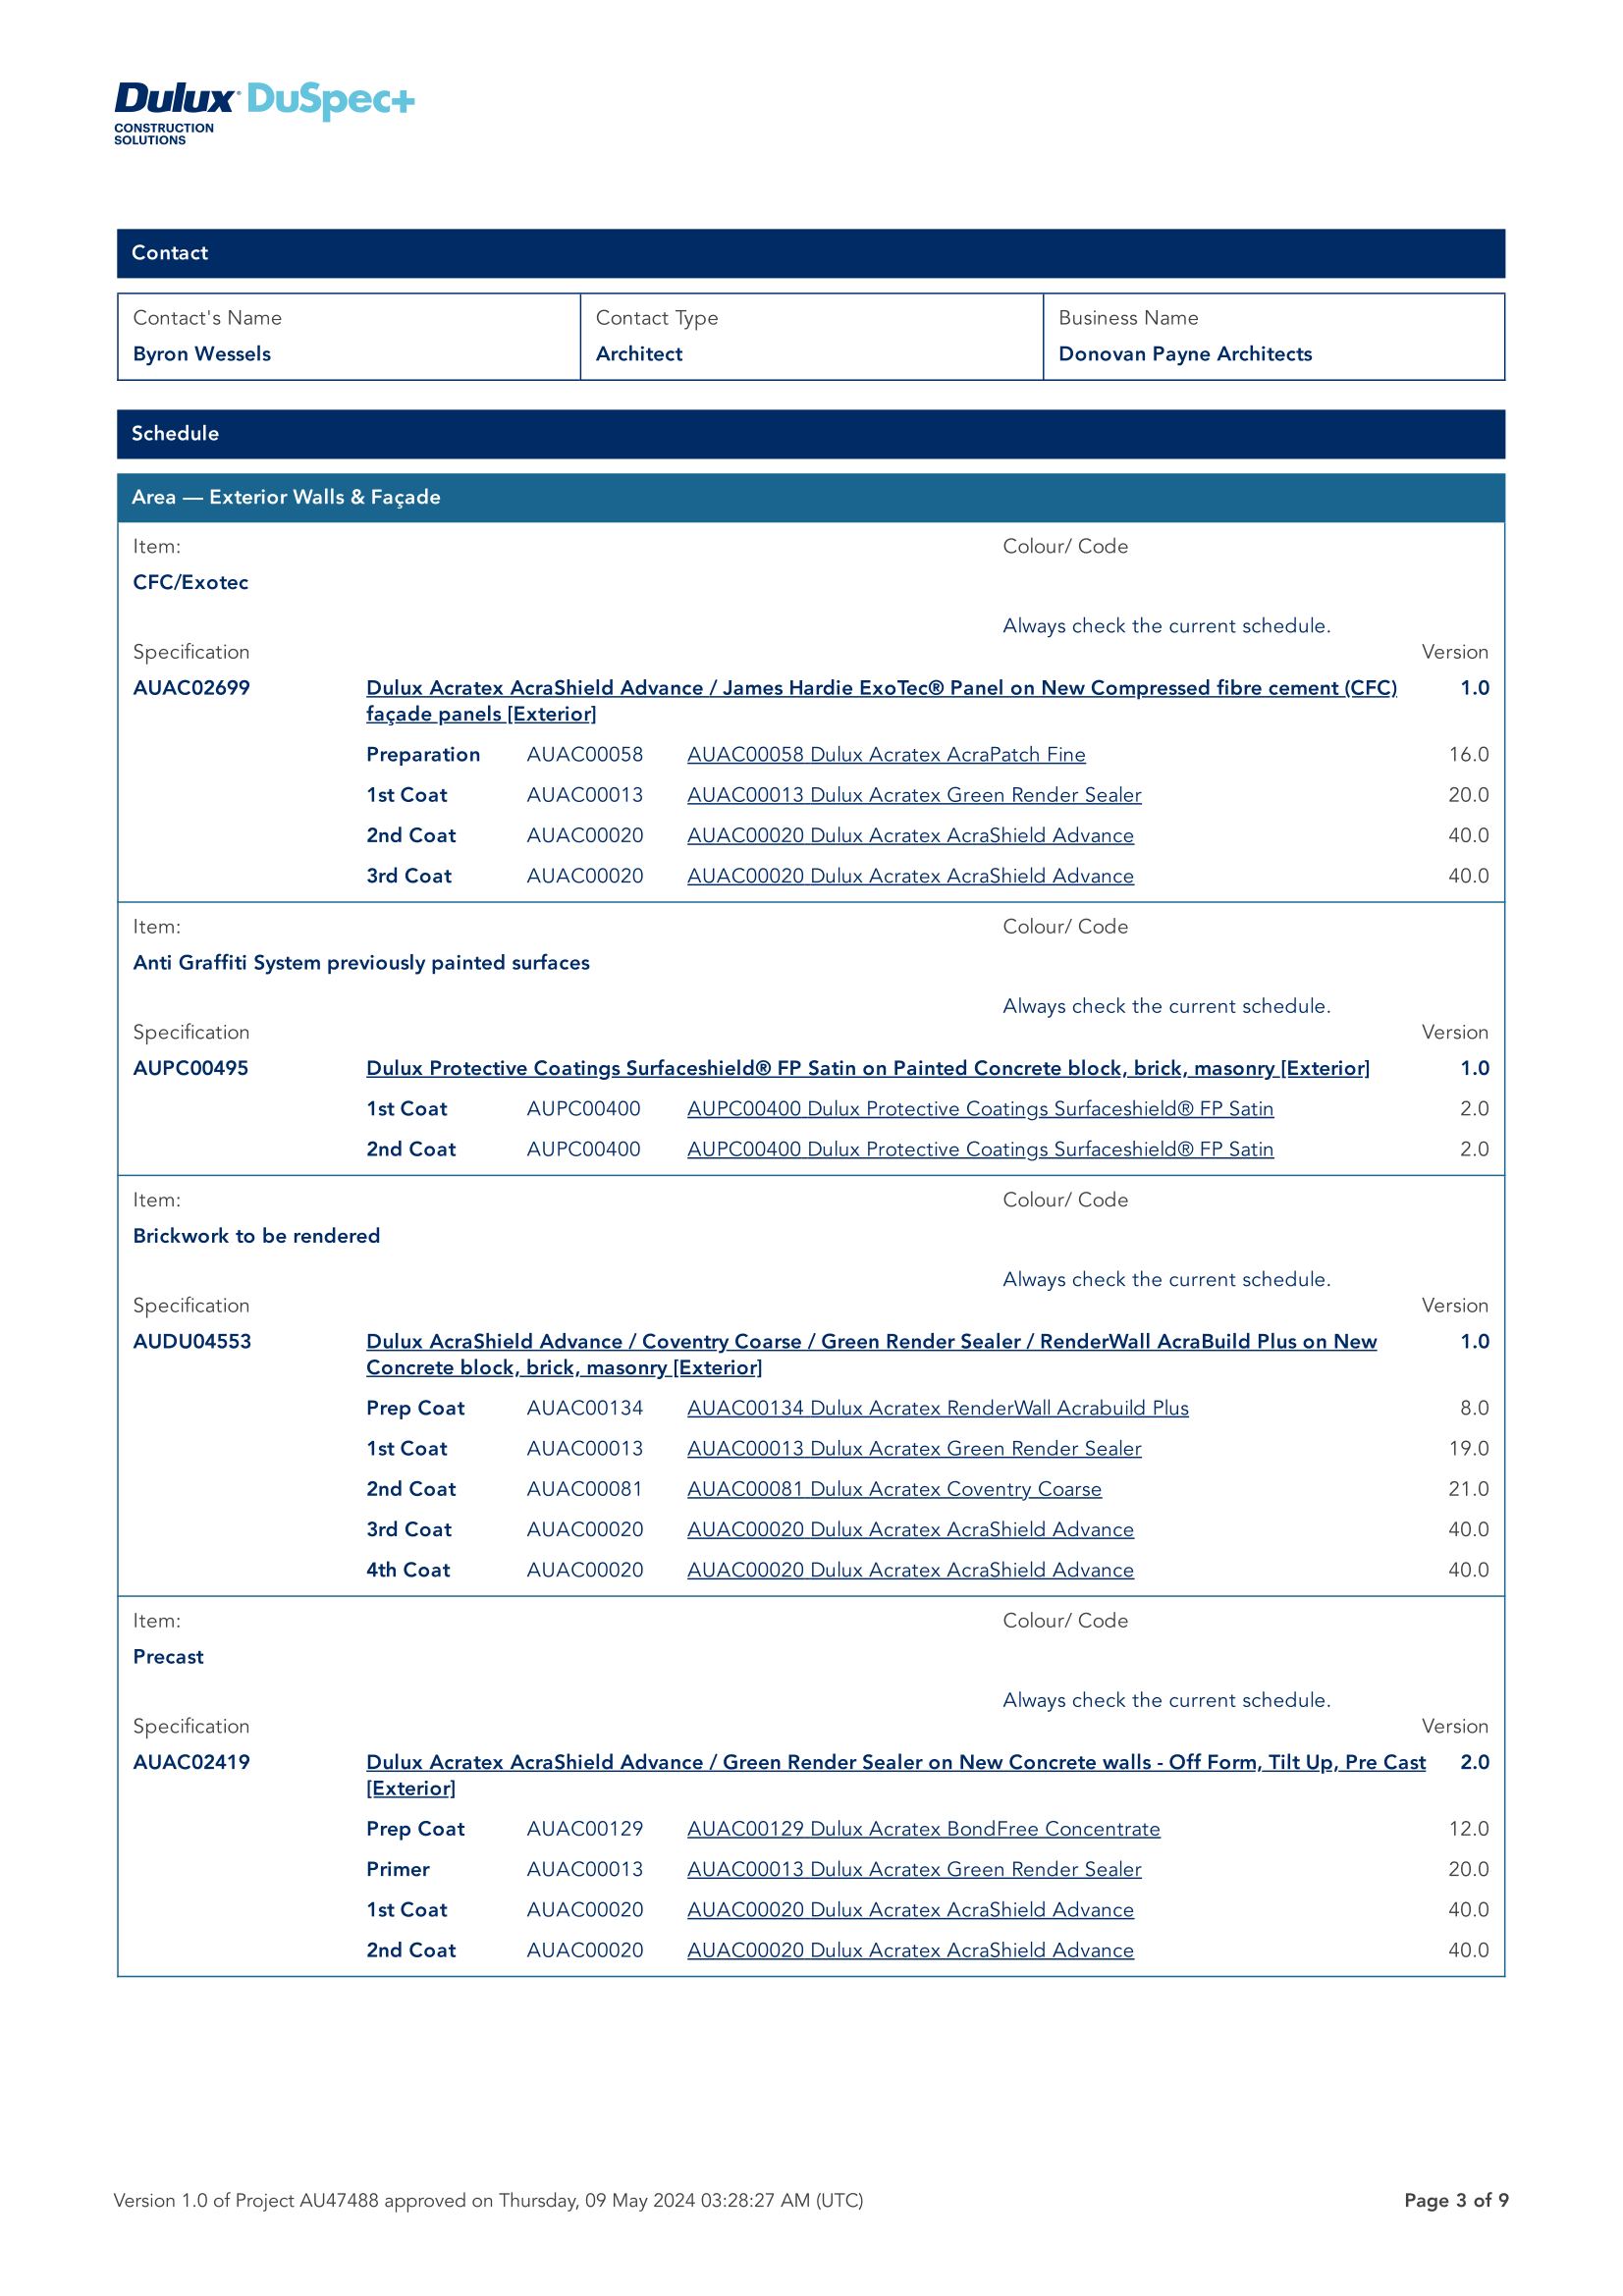 Dulux® DuSpec+
CONSTRUCTION
SOLUTIONS
Contact
Contact's Name Contact Type Business Name
Byron Wessels Architect Donovan Payne Architects
Schedule
Area — Exterior Walls & Façade
Item: Colour/ Code
CFC/Exotec
Always check the current schedule.
Specification Version
AUAC02699 Dulux Acratex AcraShield Advance / James Hardie ExoTec® Panel on New Compressed fibre cement (CFC) 1.0
façade panels [Exterior]
Preparation AUAC00058 AUAC00058 Dulux Acratex AcraPatch Fine 16.0
1st Coat AUAC00013 AUAC00013 Dulux Acratex Green Render Sealer 20.0
2nd Coat AUAC00020 AUAC00020 Dulux Acratex AcraShield Advance 40.0
3rd Coat AUAC00020 AUAC00020 Dulux Acratex AcraShield Advance 40.0
Item: Colour/ Code
Anti Graffiti System previously painted surfaces
Always check the current schedule.
Specification Version
AUPC00495 Dulux Protective Coatings Surfaceshield® FP Satin on Painted Concrete block, brick, masonry [Exterior] 1.0
1st Coat AUPC00400 AUPC00400 Dulux Protective Coatings Surfaceshield® FP Satin 2.0
2nd Coat AUPC00400 AUPC00400 Dulux Protective Coatings Surfaceshield® FP Satin 2.0
Item: Colour/ Code
Brickwork to be rendered
Always check the current schedule.
Specification Version
AUDU04553 Dulux AcraShield Advance / Coventry Coarse / Green Render Sealer / RenderWall AcraBuild Plus on New 1.0
Concrete block, brick, masonry [Exterior]
Prep Coat AUAC00134 AUAC00134 Dulux Acratex RenderWall Acrabuild Plus 8.0
1st Coat AUAC00013 AUAC00013 Dulux Acratex Green Render Sealer 19.0
2nd Coat AUAC00081 AUAC00081 Dulux Acratex Coventry Coarse 21.0
3rd Coat AUAC00020 AUAC00020 Dulux Acratex AcraShield Advance 40.0
4th Coat AUAC00020 AUAC00020 Dulux Acratex AcraShield Advance 40.0
Item: Colour/ Code
Precast
Always check the current schedule.
Specification Version
AUAC02419 Dulux Acratex AcraShield Advance / Green Render Sealer on New Concrete walls - Off Form, Tilt Up, Pre Cast 2.0
[Exterior]
Prep Coat AUAC00129 AUAC00129 Dulux Acratex BondFree Concentrate 12.0
Primer AUAC00013 AUAC00013 Dulux Acratex Green Render Sealer 20.0
1st Coat AUAC00020 AUAC00020 Dulux Acratex AcraShield Advance 40.0
2nd Coat AUAC00020 AUAC00020 Dulux Acratex AcraShield Advance 40.0
Version 1.0 of Project AU47488 approved on Thursday, 09 May 2024 03:28:27 AM (UTC) Page 3 of 9